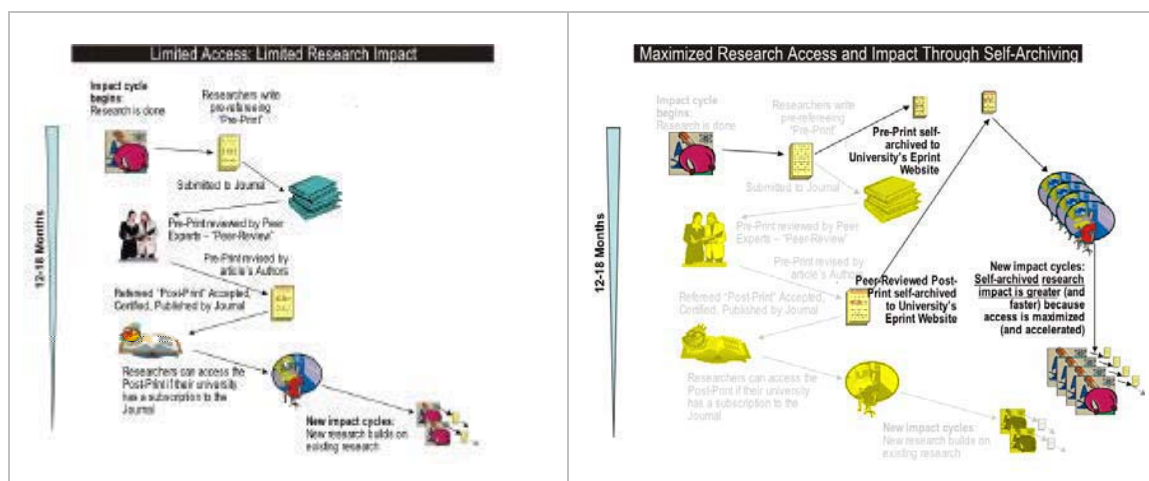 Limited Access: Limited Research Impact
Impact cycle
begins:
Research is done
Researchers write
pre-refereeing
"Pre-Print"
Submitted to Journal
12-18 Months
Pre-Print reviewed by Peer
Experts – "Peer-Review"
Pre-Print revised by
article's Authors
Refereed "Post-Print" Accepted,
Certified, Published by Journal
Researchers can access the
Post-Print if their university
has a subscription to the
Journal
New impact cycles:
New research builds on
existing research
Maximized Research Access and Impact Through Self-Archiving
Impact cycle
begins:
Research is done
Researchers write
pre-refereeing
"Pre-Print"
Pre-Print self-
archived to
University's Eprint
Website
Submitted to Journal
12-18 Months
Pre-Print reviewed by Peer
Experts – "Peer-Review"
Pre-Print revised by
article's Authors
Refereed "Post-Print" Accepted,
Certified, Published by Journal
Peer-Reviewed Post-
Print self-archived
to University's
Eprint Website
New impact cycles:
Self-archived research
impact is greater (and
faster) because
access is maximized
(and accelerated)
Researchers can access the
Post-Print if their university
has a subscription to the
Journal
New impact cycles:
New research builds on
existing research